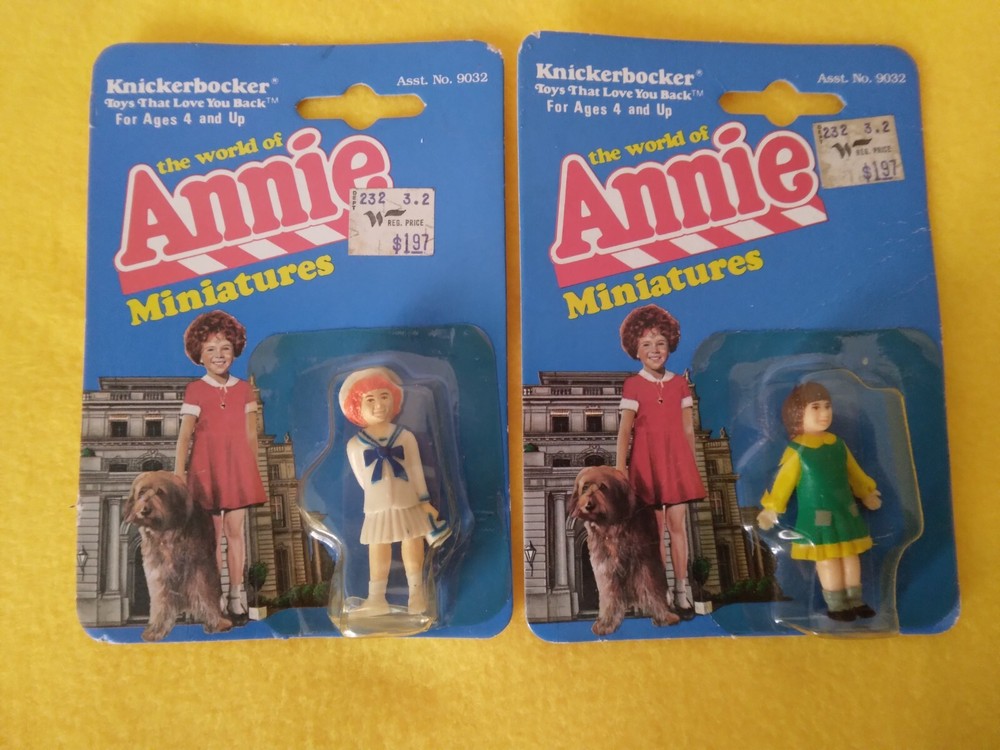 Knickerbocker®
Toys That Love You Back™
For Ages 4 and Up
Asst. No. 9032
the world of
Annie
Miniatures
DEPT 232 3.2
W REG. PRICE
$1.97
Knickerbocker®
Toys That Love You Back™
For Ages 4 and Up
Asst. No. 9032
the world of
Annie
Miniatures
232 3.2
W REG. PRICE
$1.97